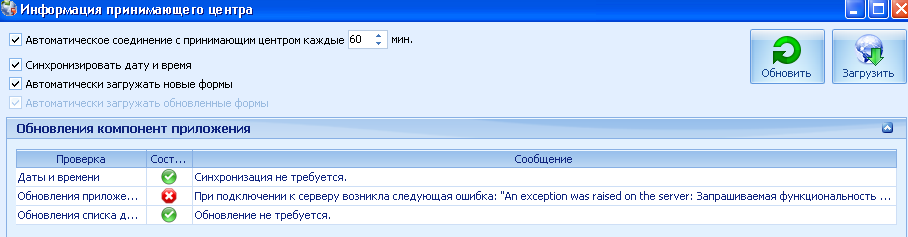 Информация принимающего центра
Автоматическое соединение с принимающим центром каждые 60 мин.
Синхронизировать дату и время
Автоматически загружать новые формы
Автоматически загружать обновленные формы
Обновить
Загрузить
Обновления компонент приложения
Проверка Сост... Сообщение
Даты и времени Синхронизация не требуется.
Обновления приложе... При подключении к серверу возникла следующая ошибка: "An exception was raised on the server: Запрашиваемая функциональность ...
Обновления списка д... Обновление не требуется.